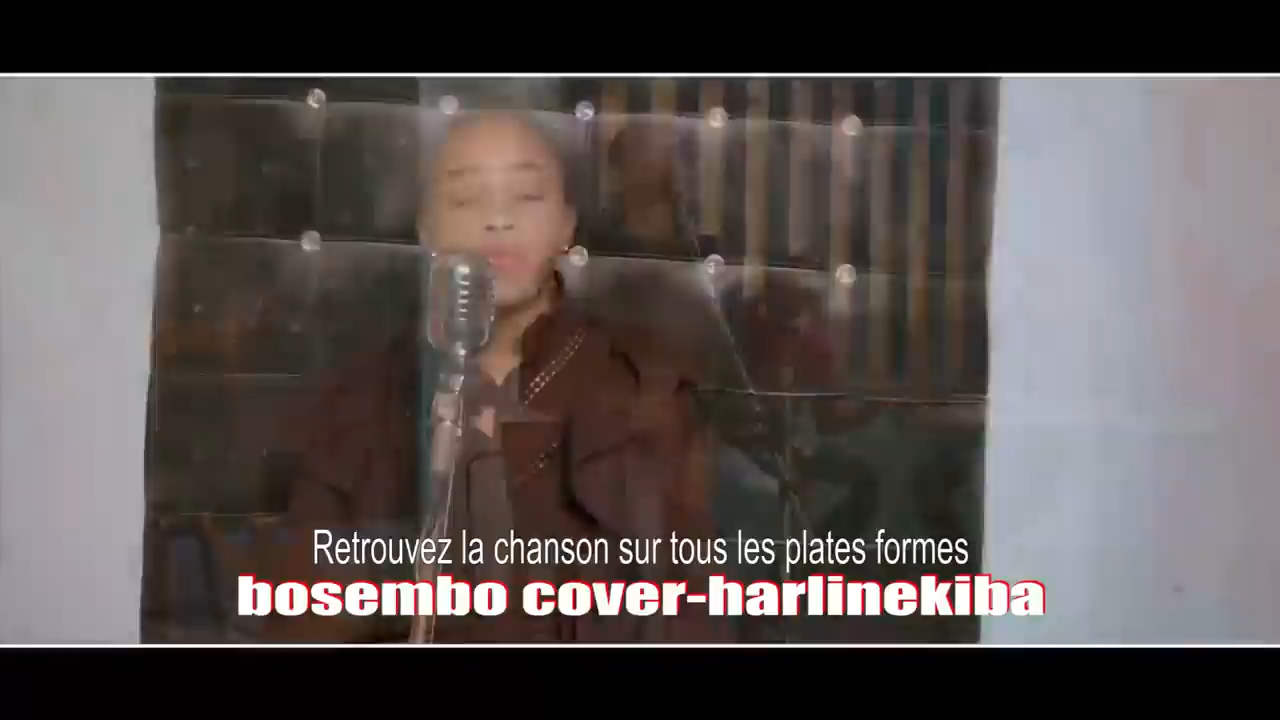 Retrouvez la chanson sur tous les plates formes
bosembo cover-harlinekiba